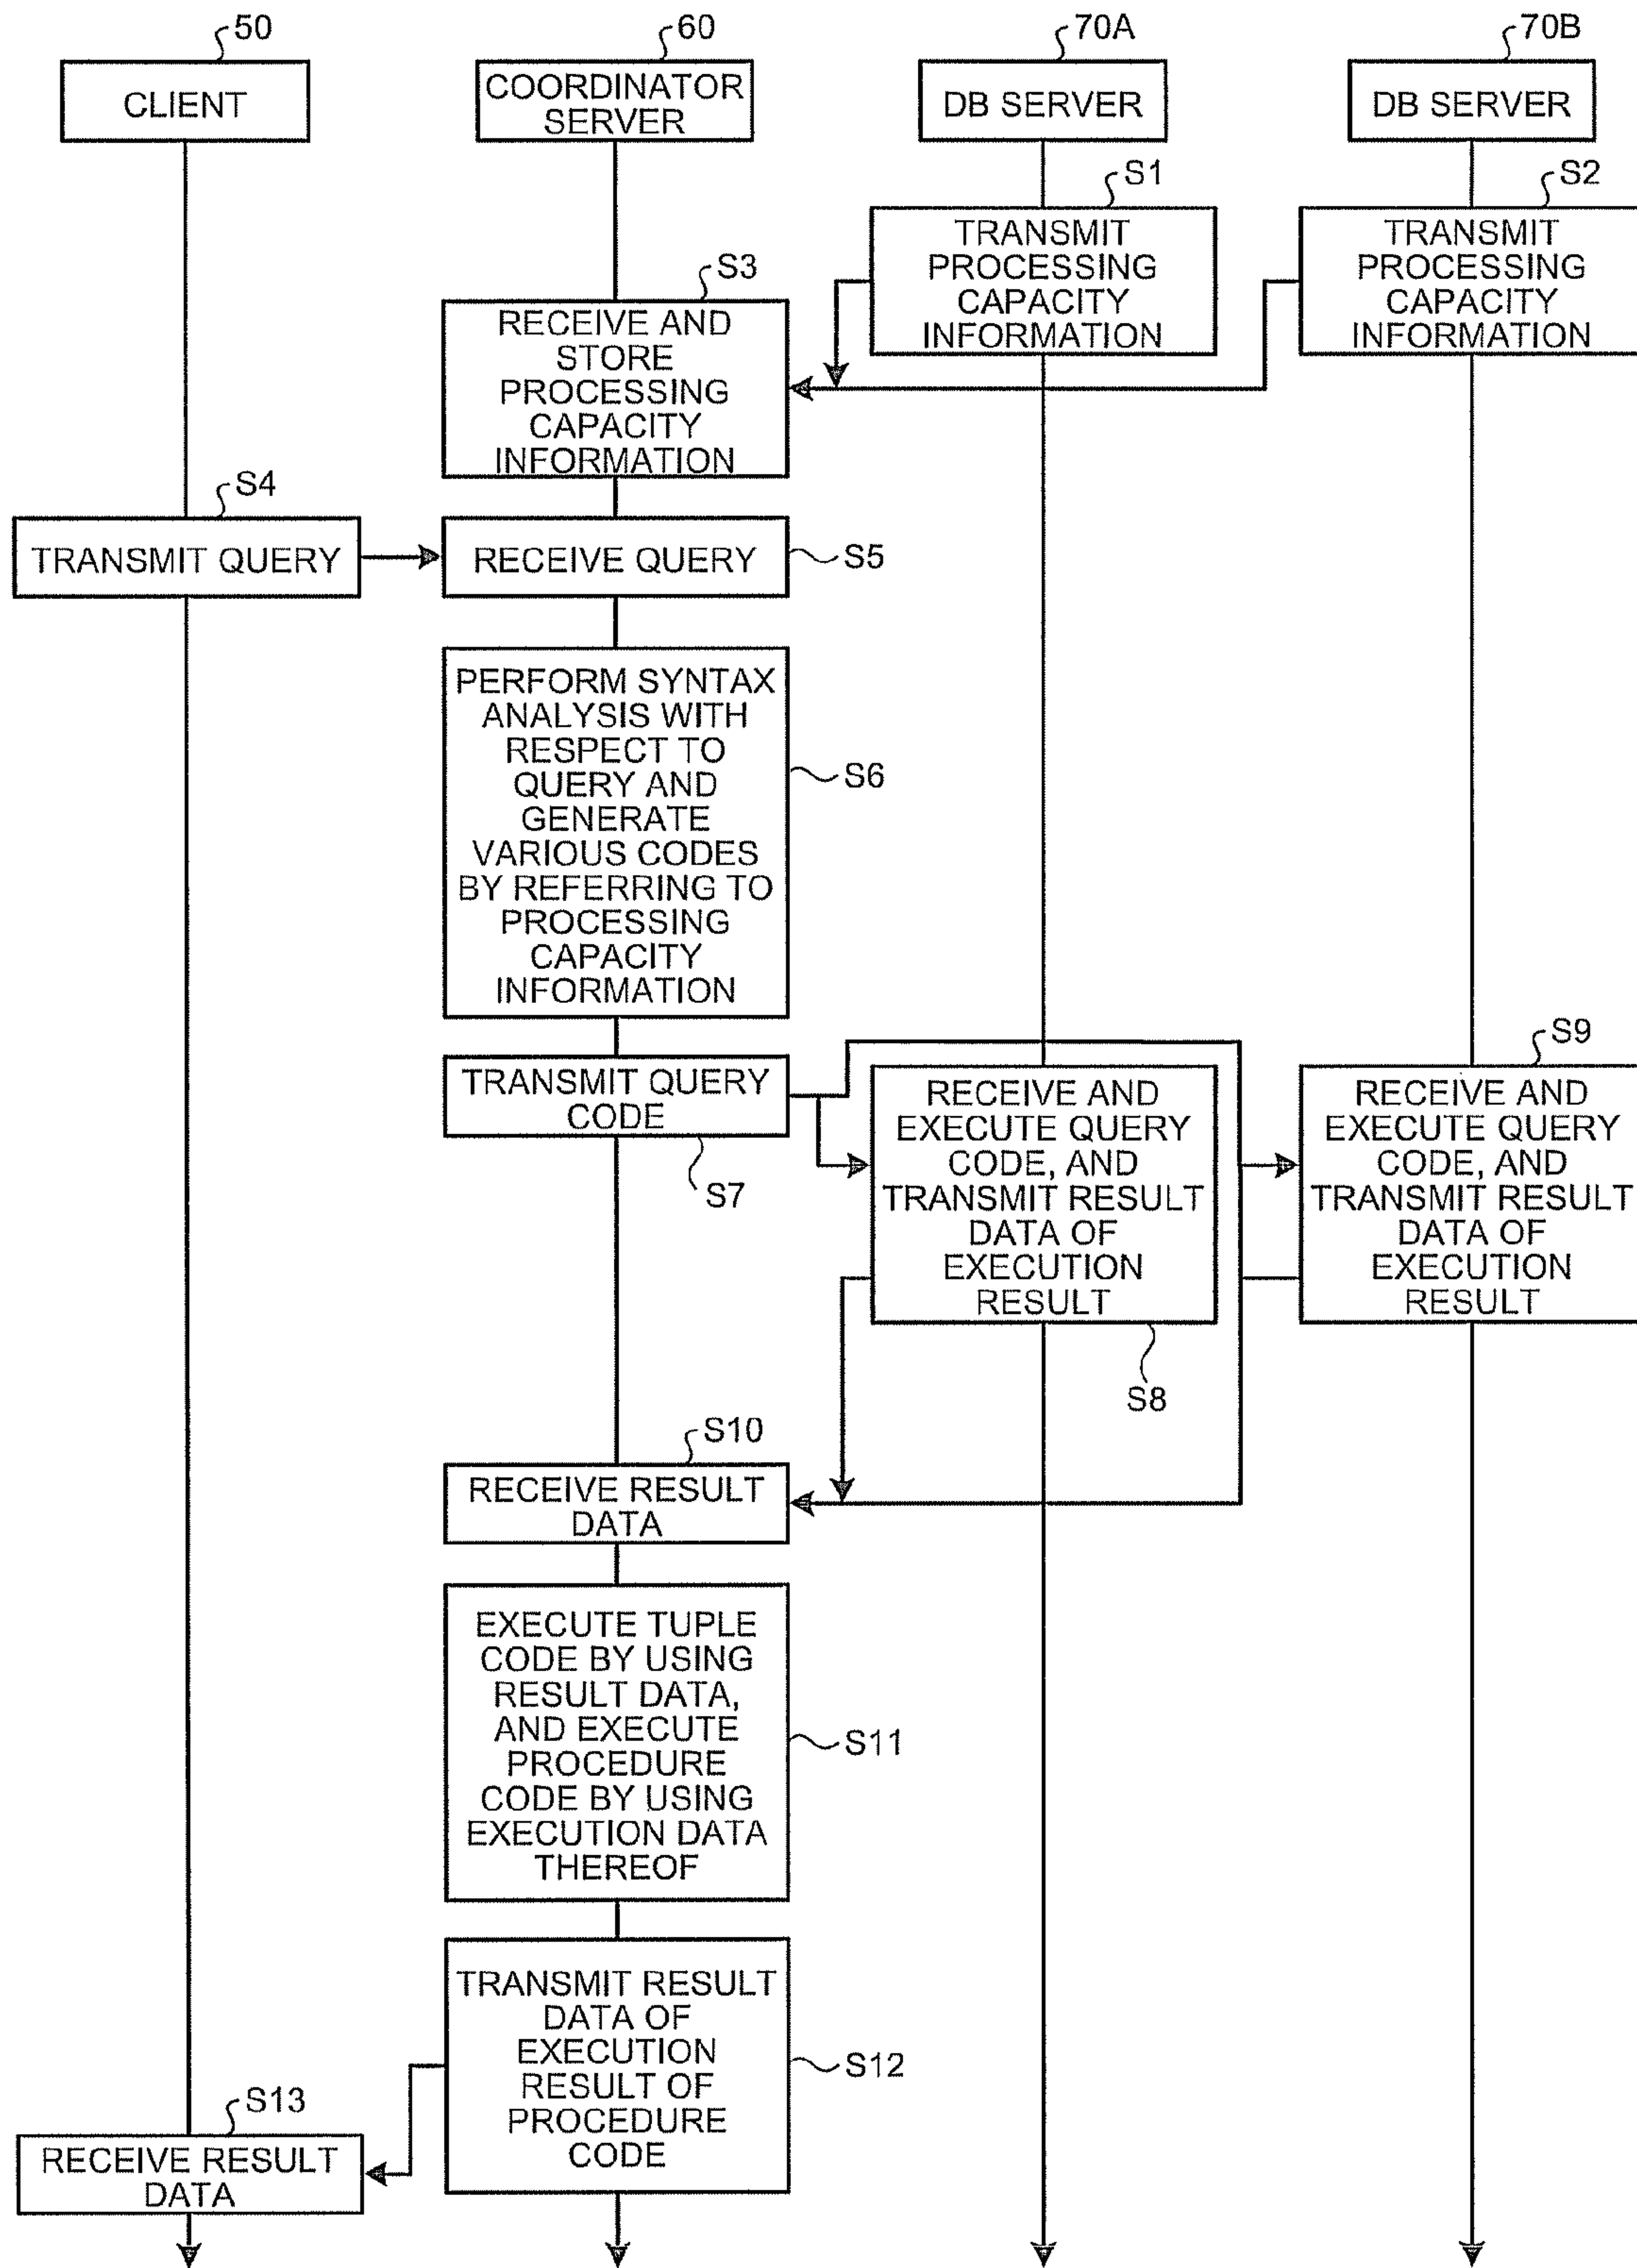 50
60
70A
70B
CLIENT
COORDINATOR
SERVER
DB SERVER
DB SERVER
S1
TRANSMIT
PROCESSING
CAPACITY
INFORMATION
S2
TRANSMIT
PROCESSING
CAPACITY
INFORMATION
S3
RECEIVE AND
STORE
PROCESSING
CAPACITY
INFORMATION
S4
TRANSMIT QUERY
RECEIVE QUERY
S5
PERFORM SYNTAX
ANALYSIS WITH
RESPECT TO
QUERY AND
GENERATE
VARIOUS CODES
BY REFERRING TO
PROCESSING
CAPACITY
INFORMATION
S6
TRANSMIT QUERY
CODE
S7
RECEIVE AND
EXECUTE QUERY
CODE, AND
TRANSMIT RESULT
DATA OF
EXECUTION
RESULT
S8
S9
RECEIVE AND
EXECUTE QUERY
CODE, AND
TRANSMIT RESULT
DATA OF
EXECUTION
RESULT
S10
RECEIVE RESULT
DATA
EXECUTE TUPLE
CODE BY USING
RESULT DATA,
AND EXECUTE
PROCEDURE
CODE BY USING
EXECUTION DATA
THEREOF
S11
TRANSMIT RESULT
DATA OF
EXECUTION
RESULT OF
PROCEDURE
CODE
S12
S13
RECEIVE RESULT
DATA